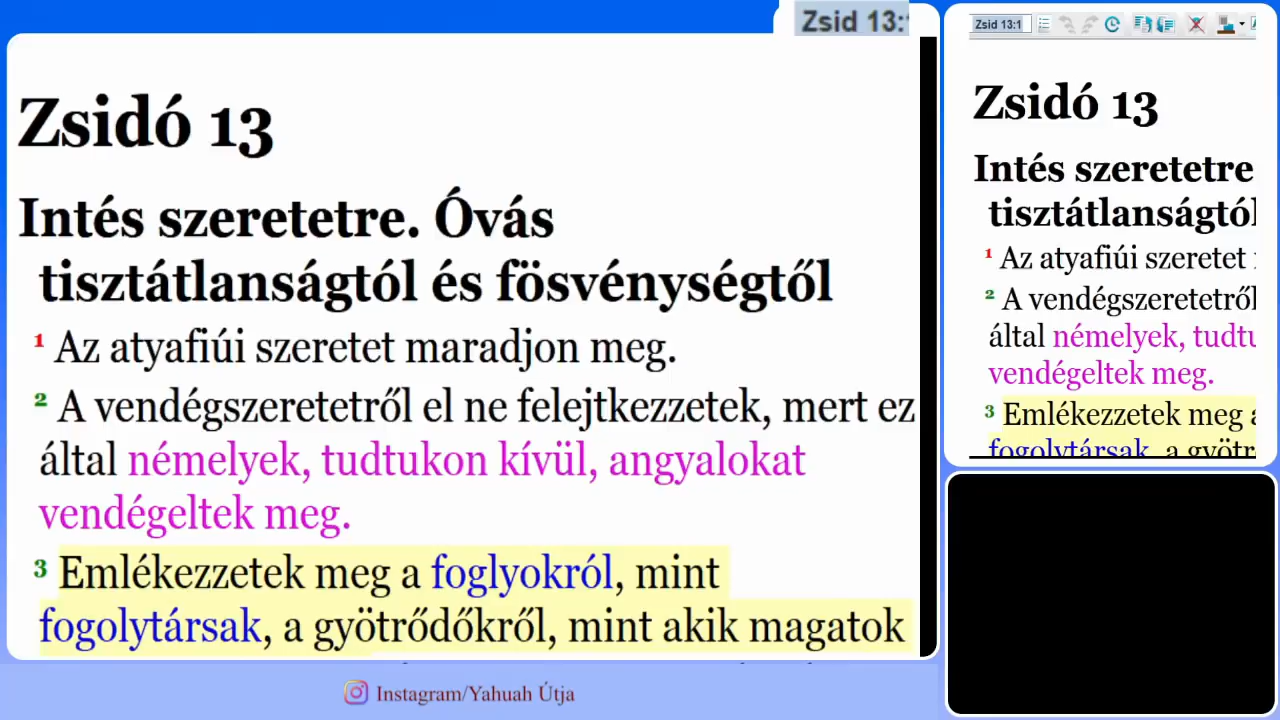 Zsid 13:
Zsidó 13
Intés szeretetre. Óvás
tisztátlanságtól és fösvénységtől
1 Az atyafiúi szeretet maradjon meg.
2 A vendégszeretetről el ne felejtkezzetek, mert ez
által némelyek, tudtukon kívül, angyalokat
vendégeltek meg.
3 Emlékezzetek meg a foglyokról, mint
fogolytársak, a gyötrődőkről, mint akik magatok
Instagram/Yahuah Útja
Zsid 13:1
Zsidó 13
Intés szeretetre
tisztátlanságtól
1 Az atyafiúi szeretet
2 A vendégszeretetről
által némelyek, tudtu
vendégeltek meg.
3 Emlékezzetek meg a
fogolytársak, a gyötr